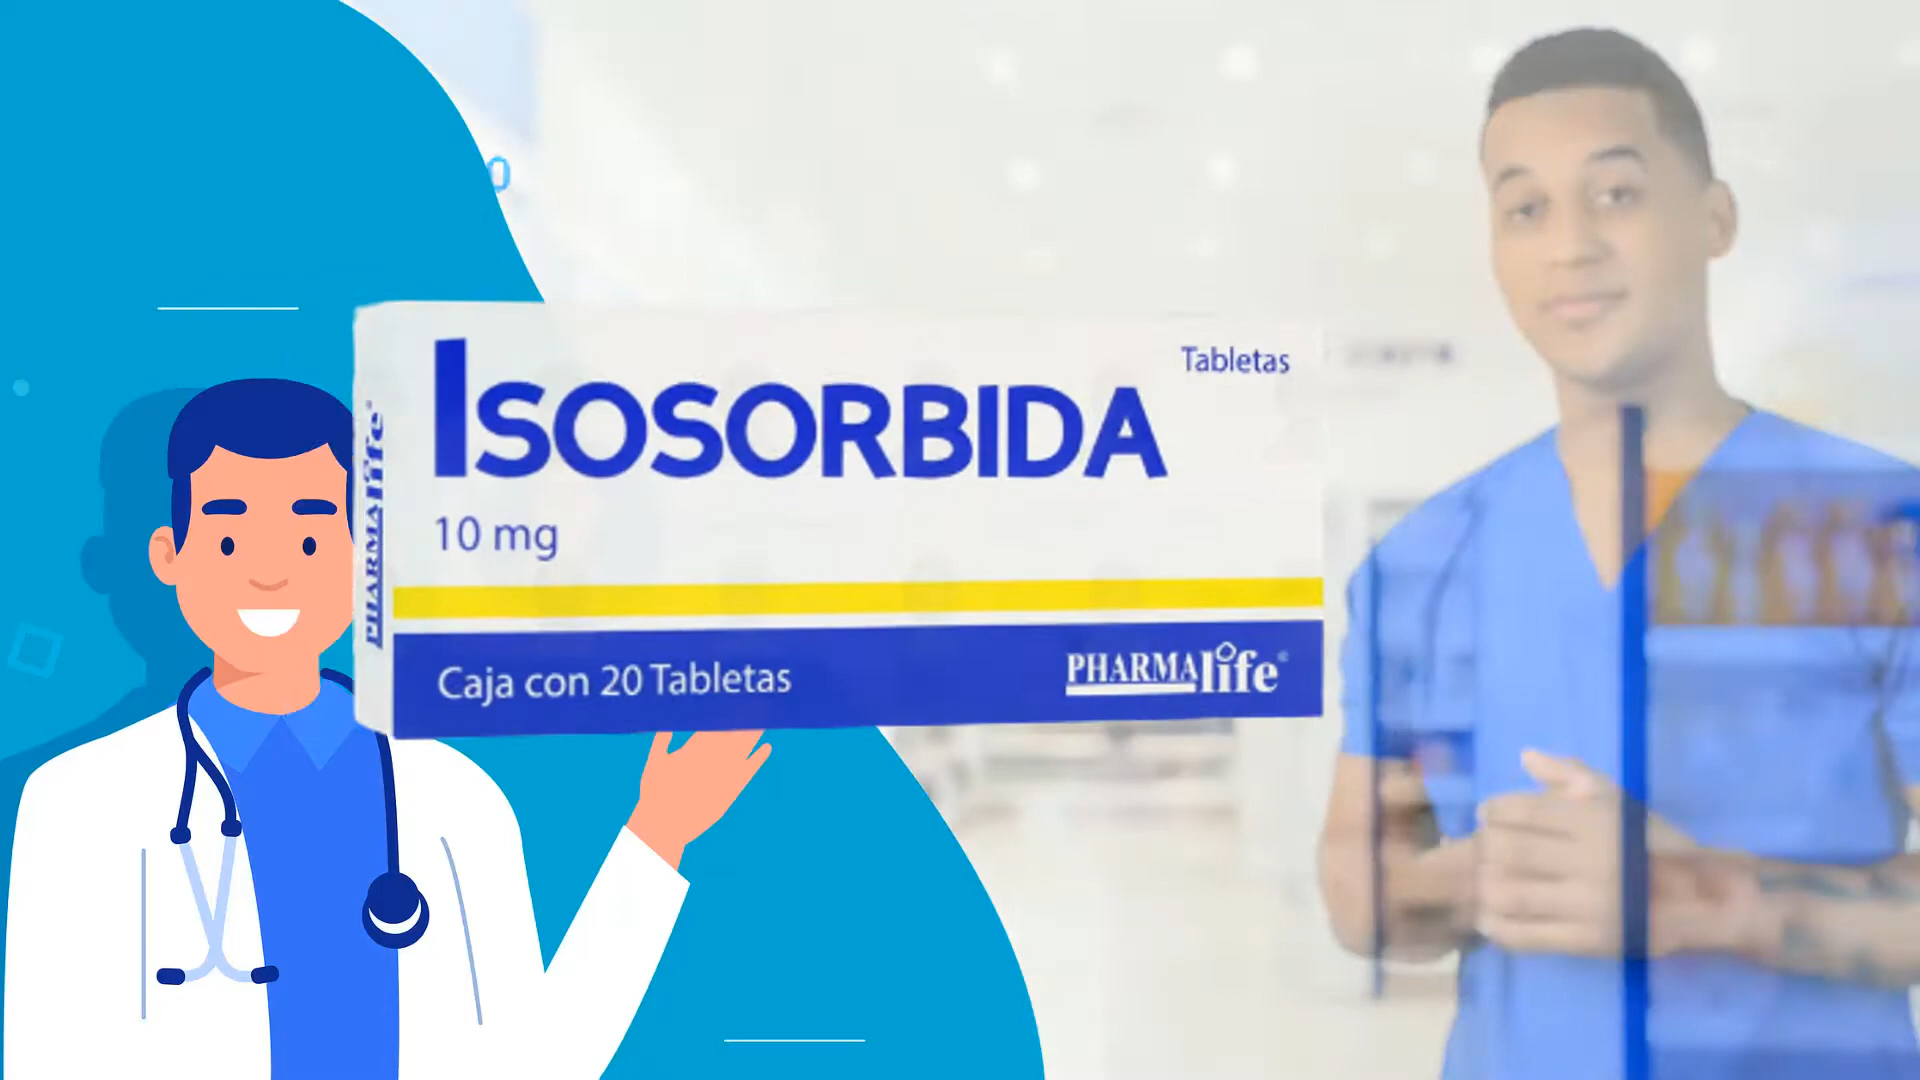 Tabletas
ISOSORBIDA
10 mg
Caja con 20 Tabletas
PHARMAlife
PHARMAlife